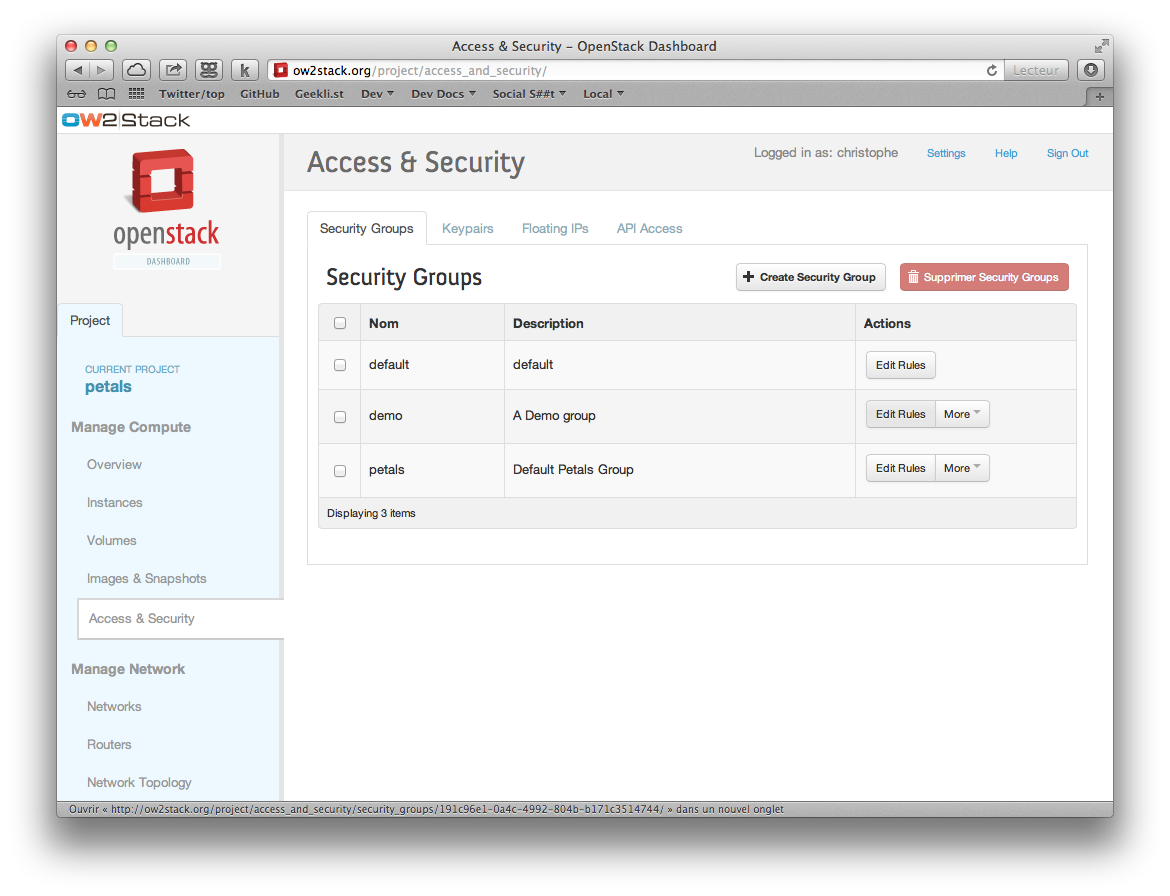 Access & Security – OpenStack Dashboard
k
ow2stack.org/project/access_and_security/
Lecteur
Twitter/top GitHub Geekli.st Dev Dev Docs Social S##t Local
OW2 Stack
openstack
DASHBOARD
Access & Security
Logged in as: christophe Settings Help Sign Out
Project
CURRENT PROJECT
petals
Manage Compute
Overview
Instances
Volumes
Images & Snapshots
Access & Security
Manage Network
Networks
Routers
Network Topology
Security Groups Keypairs Floating IPs API Access
Security Groups
+ Create Security Group Supprimer Security Groups
Nom Description Actions
default default Edit Rules
demo A Demo group Edit Rules More
petals Default Petals Group Edit Rules More
Displaying 3 items
Ouvrir « http://ow2stack.org/project/access_and_security/security_groups/191c96e1-0a4c-4992-804b-b171c3514744/ » dans un nouvel onglet